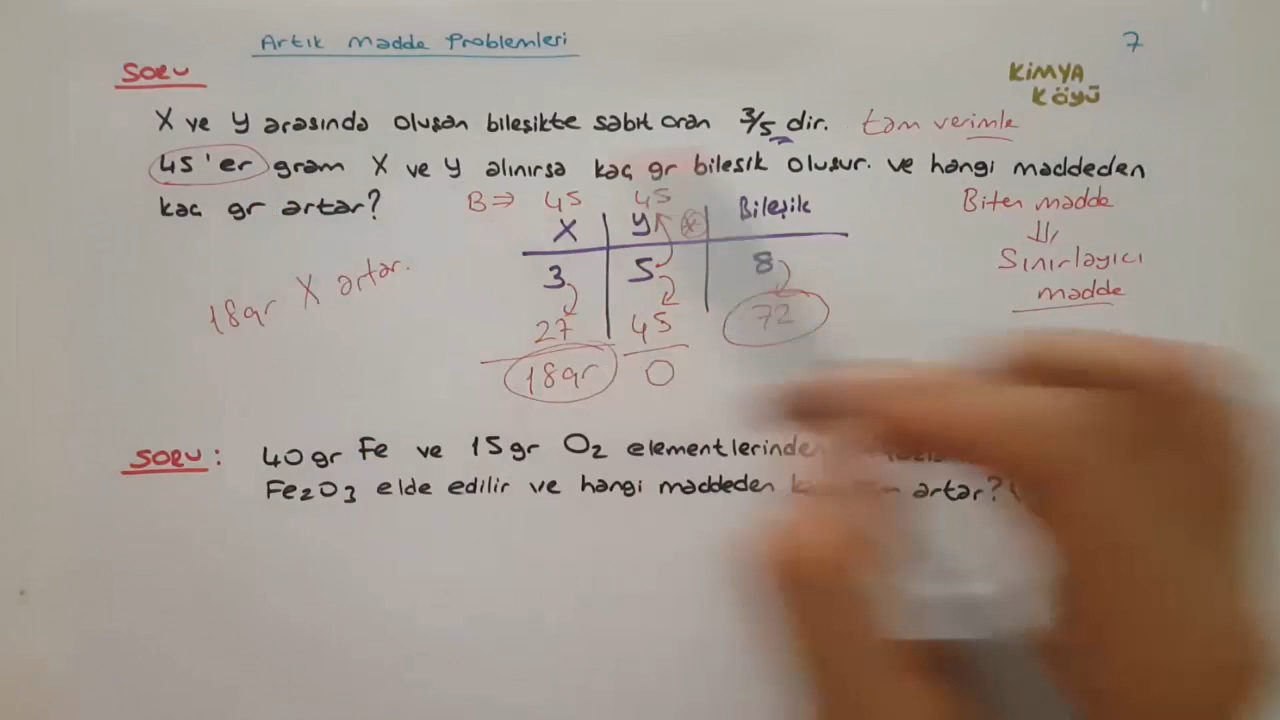 Artık madde Problemleri
7
SORU
KİMYA
KÖYÜ
X ve Y arasında oluşan bileşikte sabit oran 3/5 dir. tam verimle
45'er gram X ve Y alınırsa kaç gr bileşik oluşur. ve hangi maddeden
kaç gr artar?
B⇒ 45 45
X Y Bileşik
3 5 8
27 45 72
18gr 0
18gr X artar.
Biten madde
⇓
Sınırlayıcı
madde
SORU: 40gr Fe ve 15gr O2 elementlerinden
Fe2O3 elde edilir ve hangi maddeden artar?